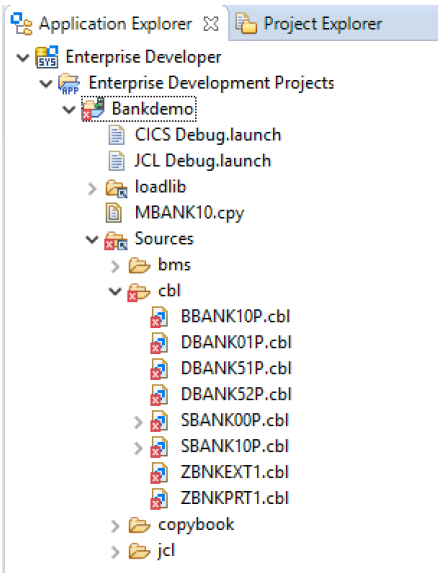 Application Explorer Project Explorer
SYS Enterprise Developer
APP Enterprise Development Projects
Bankdemo
CICS Debug.launch
JCL Debug.launch
loadlib
MBANK10.cpy
Sources
bms
cbl
BBANK10P.cbl
DBANK01P.cbl
DBANK51P.cbl
DBANK52P.cbl
SBANK00P.cbl
SBANK10P.cbl
ZBNKEXT1.cbl
ZBNKPRT1.cbl
copybook
jcl